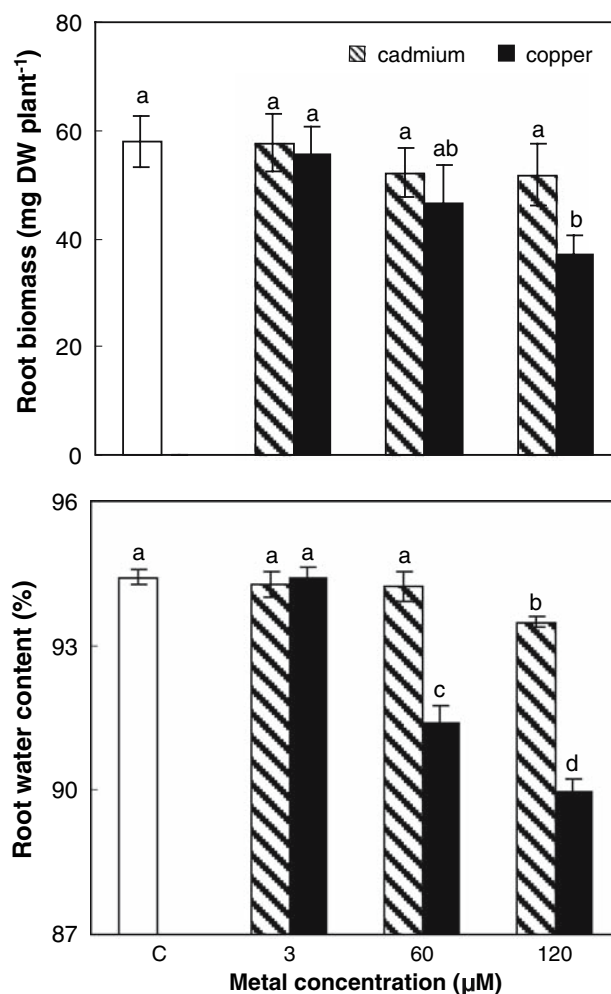 80
cadmium copper
a
a a
a
ab
a
b
60
40
20
0
Root biomass (mg DW plant⁻¹)
96
a
a a
a
b
93
c
d
90
87
Root water content (%)
C 3 60 120
Metal concentration (µM)